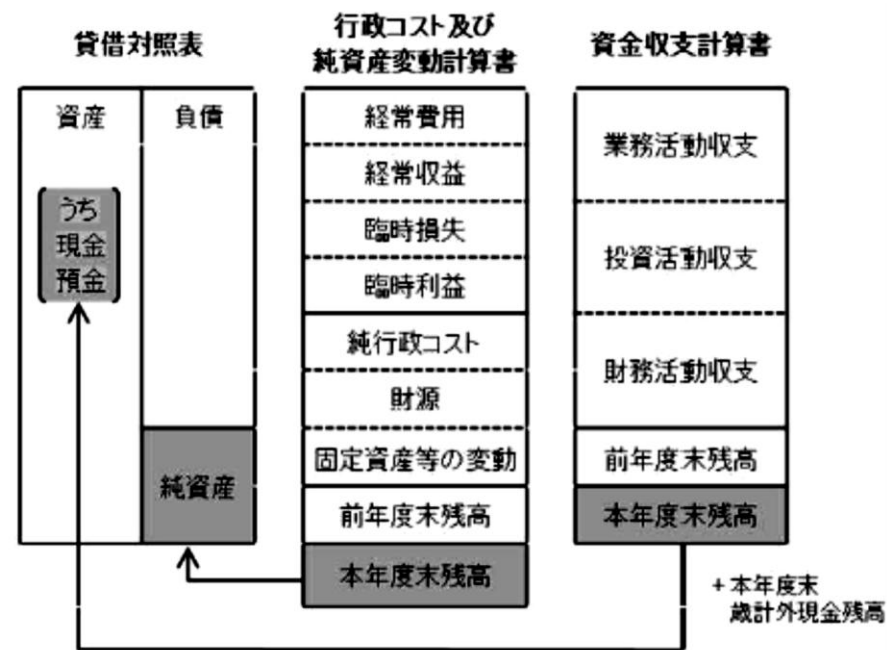 貸借対照表
資産
負債
うち
現金
預金
純資産
行政コスト及び
純資産変動計算書
経常費用
経常収益
臨時損失
臨時利益
純行政コスト
財源
固定資産等の変動
前年度末残高
本年度末残高
資金収支計算書
業務活動収支
投資活動収支
財務活動収支
前年度末残高
本年度末残高
+本年度末
歳計外現金残高